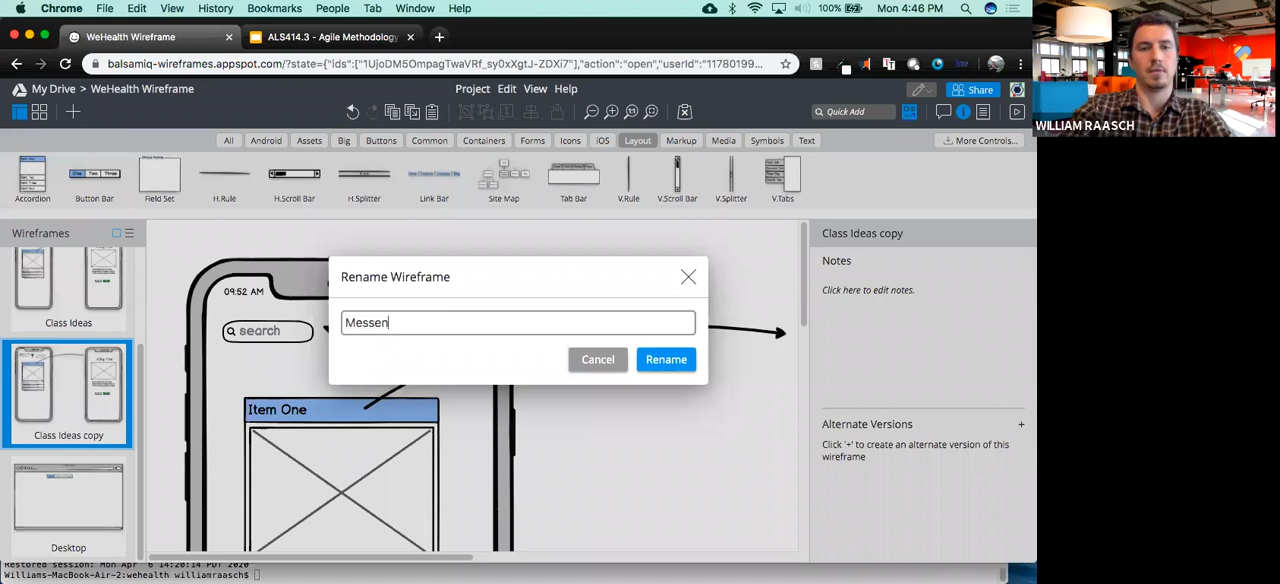 Chrome File Edit View History Bookmarks People Tab Window Help
100% Mon Apr 4:46 PM
WeHealth Wireframe
ALS414.3 - Agile Methodology
balsamiq-wireframes.appspot.com/?state={"ids":["1UjoDM5OmpagTwaVRf_sy0xXgtJ-ZDXi7"],"action":"open","userId":"11780199...
My Drive > WeHealth Wireframe
Project Edit View Help
Share
Quick Add
All Android Assets Big Buttons Common Containers Forms Icons iOS Layout Markup Media Symbols Text
More Controls...
One Two Three
Accordion Button Bar Field Set H.Rule H.Scroll Bar H.Splitter Link Bar Site Map Tab Bar V.Rule V.Scroll Bar V.Splitter V.Tabs
Wireframes
Class Ideas
Class Ideas copy
Desktop
09:52 AM
search
Item One
Rename Wireframe
Messen
Cancel
Rename
Class Ideas copy
Notes
Click here to edit notes.
Alternate Versions +
Click '+' to create an alternate version of this
wireframe
Restored session: Mon Apr 6 14:20:14 PDT 2020
Williams-MacBook-Air-2:wehealth williamraasch$
WILLIAM RAASCH